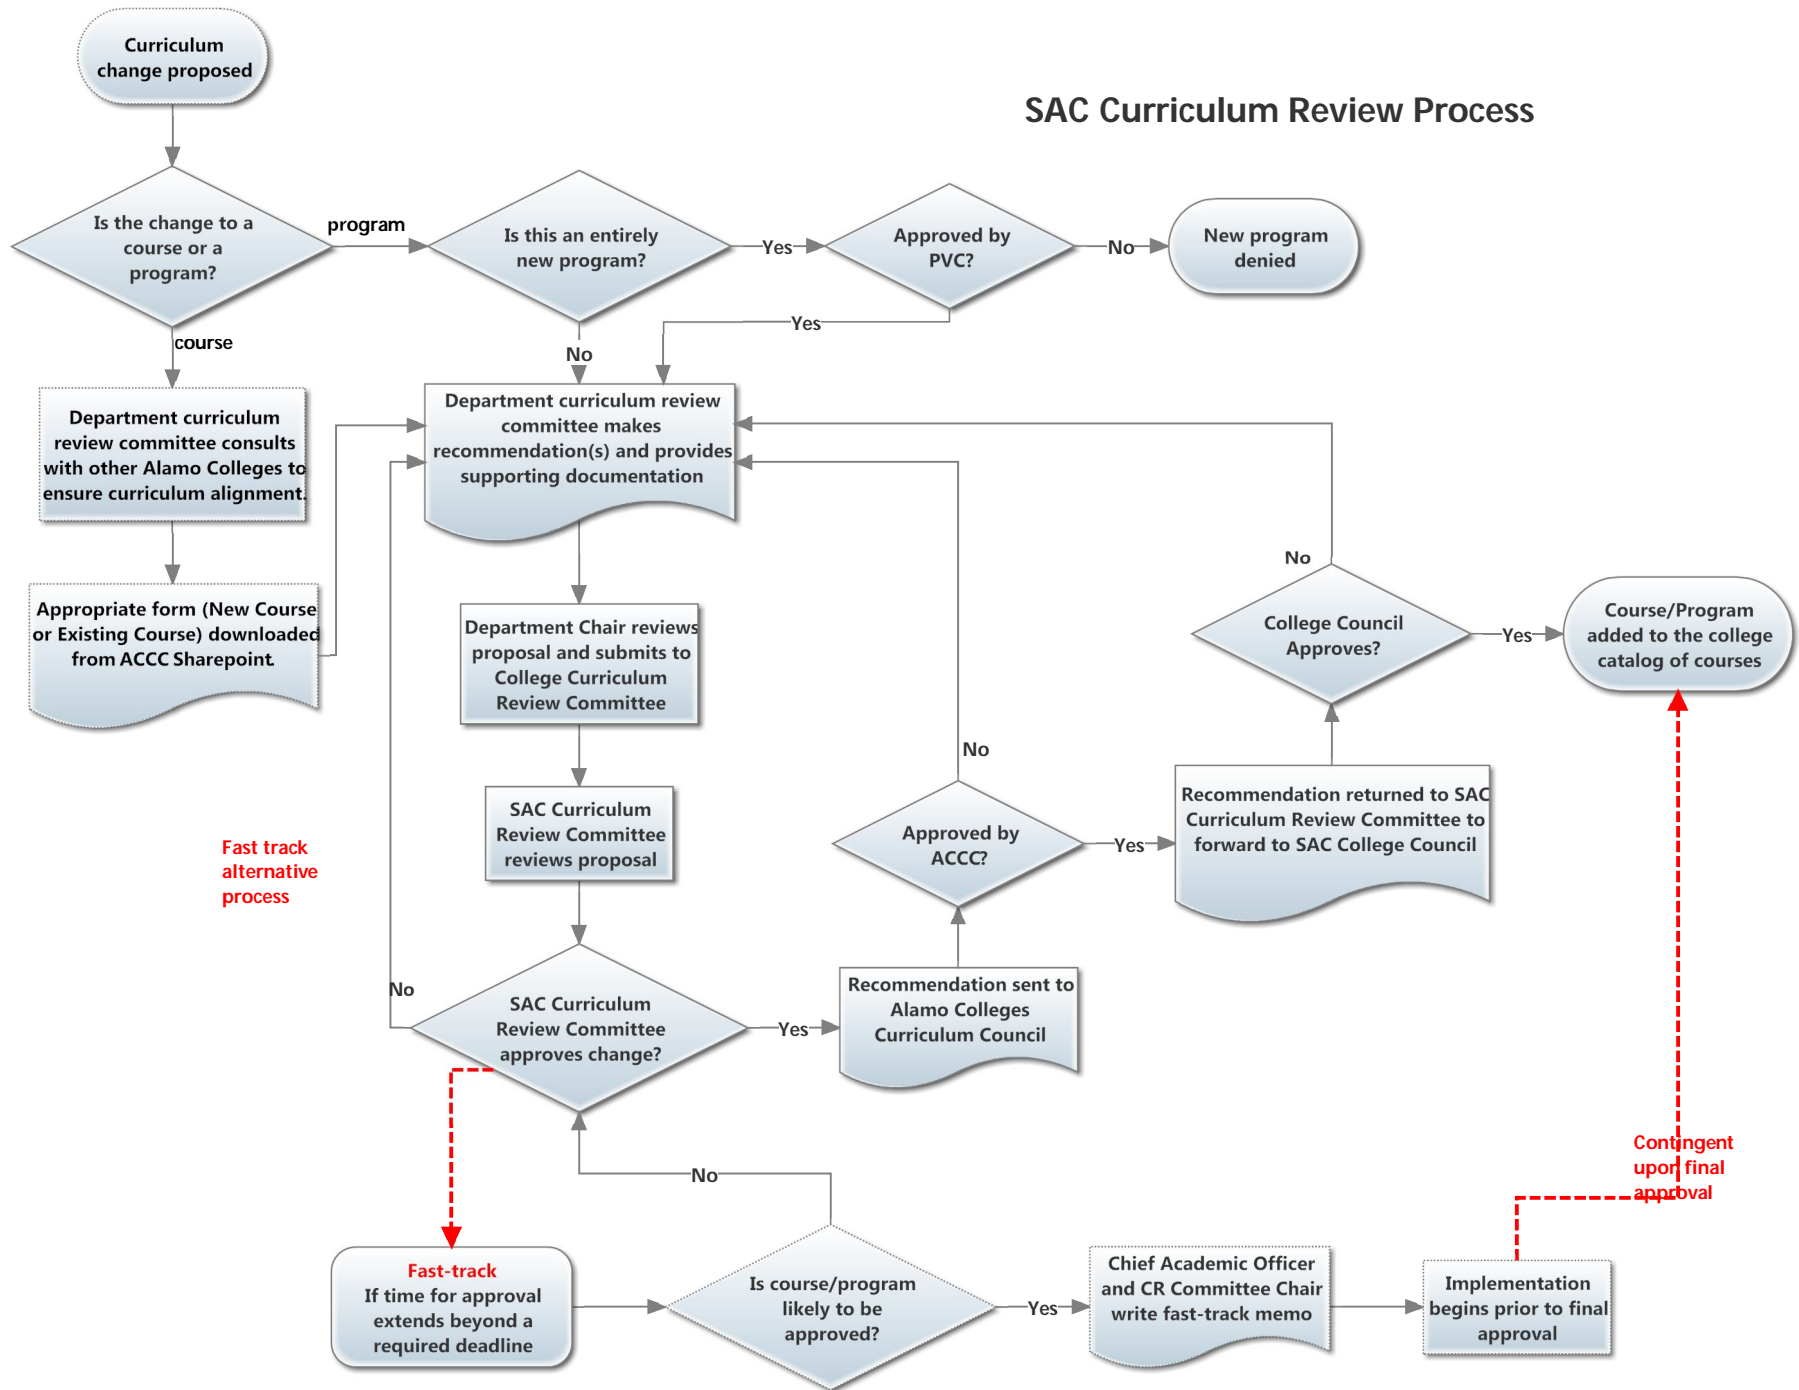 Curriculum
change proposed
SAC Curriculum Review Process
Is the change to a
course or a
program?
program
Is this an entirely
new program?
Yes
Approved by
PVC?
No
New program
denied
Yes
No
course
Department curriculum
review committee consults
with other Alamo Colleges to
ensure curriculum alignment.
Department curriculum review
committee makes
recommendation(s) and provides
supporting documentation
Appropriate form (New Course
or Existing Course) downloaded
from ACCC Sharepoint.
Department Chair reviews
proposal and submits to
College Curriculum
Review Committee
No
College Council
Approves?
Yes
Course/Program
added to the college
catalog of courses
No
SAC Curriculum
Review Committee
reviews proposal
Approved by
ACCC?
Yes
Recommendation returned to SAC
Curriculum Review Committee to
forward to SAC College Council
Fast track
alternative
process
No
SAC Curriculum
Review Committee
approves change?
Yes
Recommendation sent to
Alamo Colleges
Curriculum Council
No
Contingent
upon final
approval
Fast-track
If time for approval
extends beyond a
required deadline
Is course/program
likely to be
approved?
Yes
Chief Academic Officer
and CR Committee Chair
write fast-track memo
Implementation
begins prior to final
approval